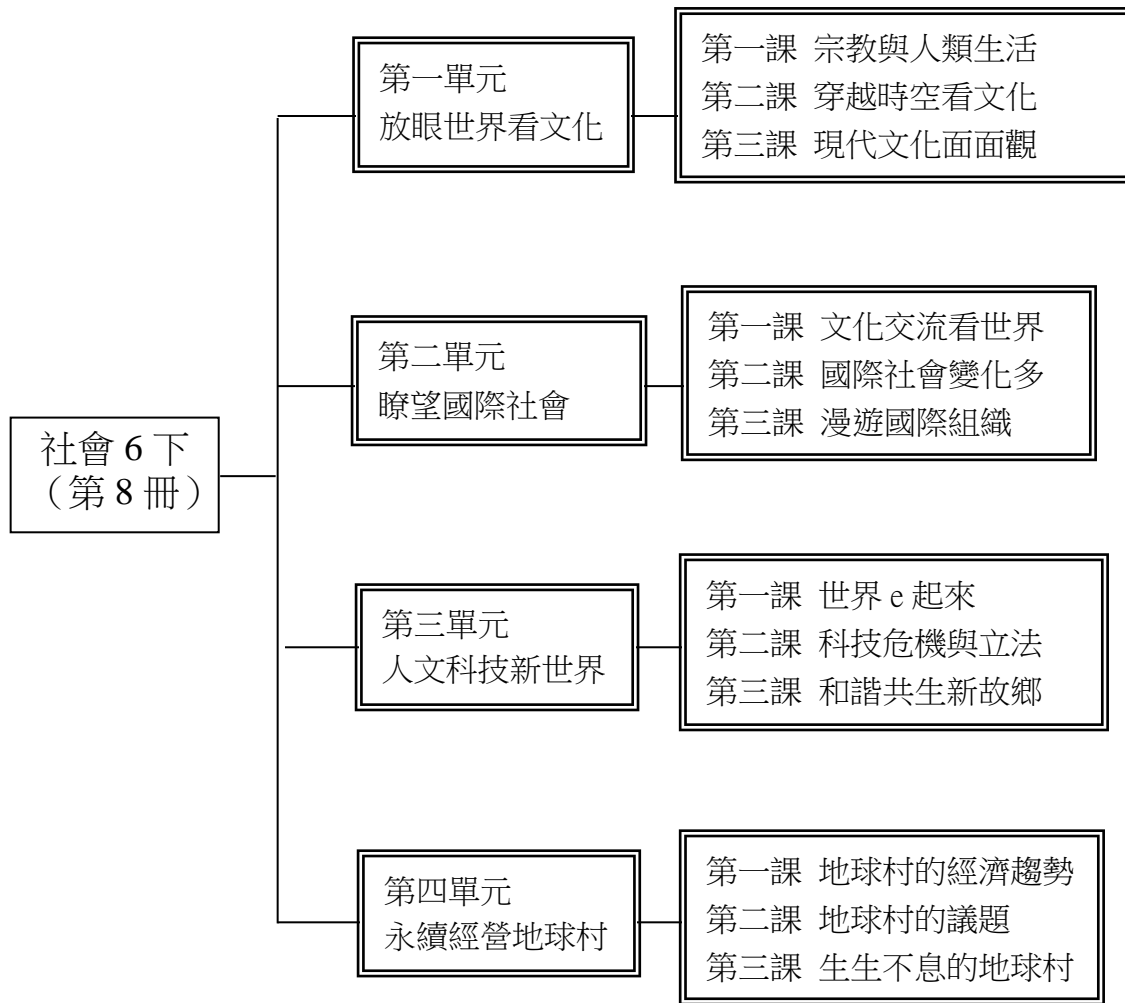 社會 6 下
（第 8 冊）
第一單元
放眼世界看文化
第一課 宗教與人類生活
第二課 穿越時空看文化
第三課 現代文化面面觀
第二單元
瞭望國際社會
第一課 文化交流看世界
第二課 國際社會變化多
第三課 漫遊國際組織
第三單元
人文科技新世界
第一課 世界 e 起來
第二課 科技危機與立法
第三課 和諧共生新故鄉
第四單元
永續經營地球村
第一課 地球村的經濟趨勢
第二課 地球村的議題
第三課 生生不息的地球村